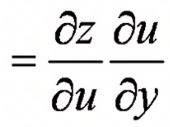 = ∂z/∂u ∂u/∂y